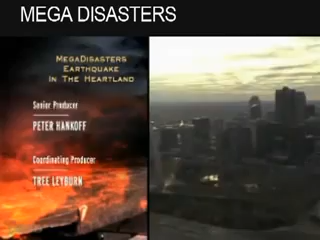 MEGA DISASTERS
MEGADISASTERS
EARTHQUAKE
IN THE HEARTLAND
Senior Producer
PETER HANKOFF
Coordinating Producer
TREE LEYBURN